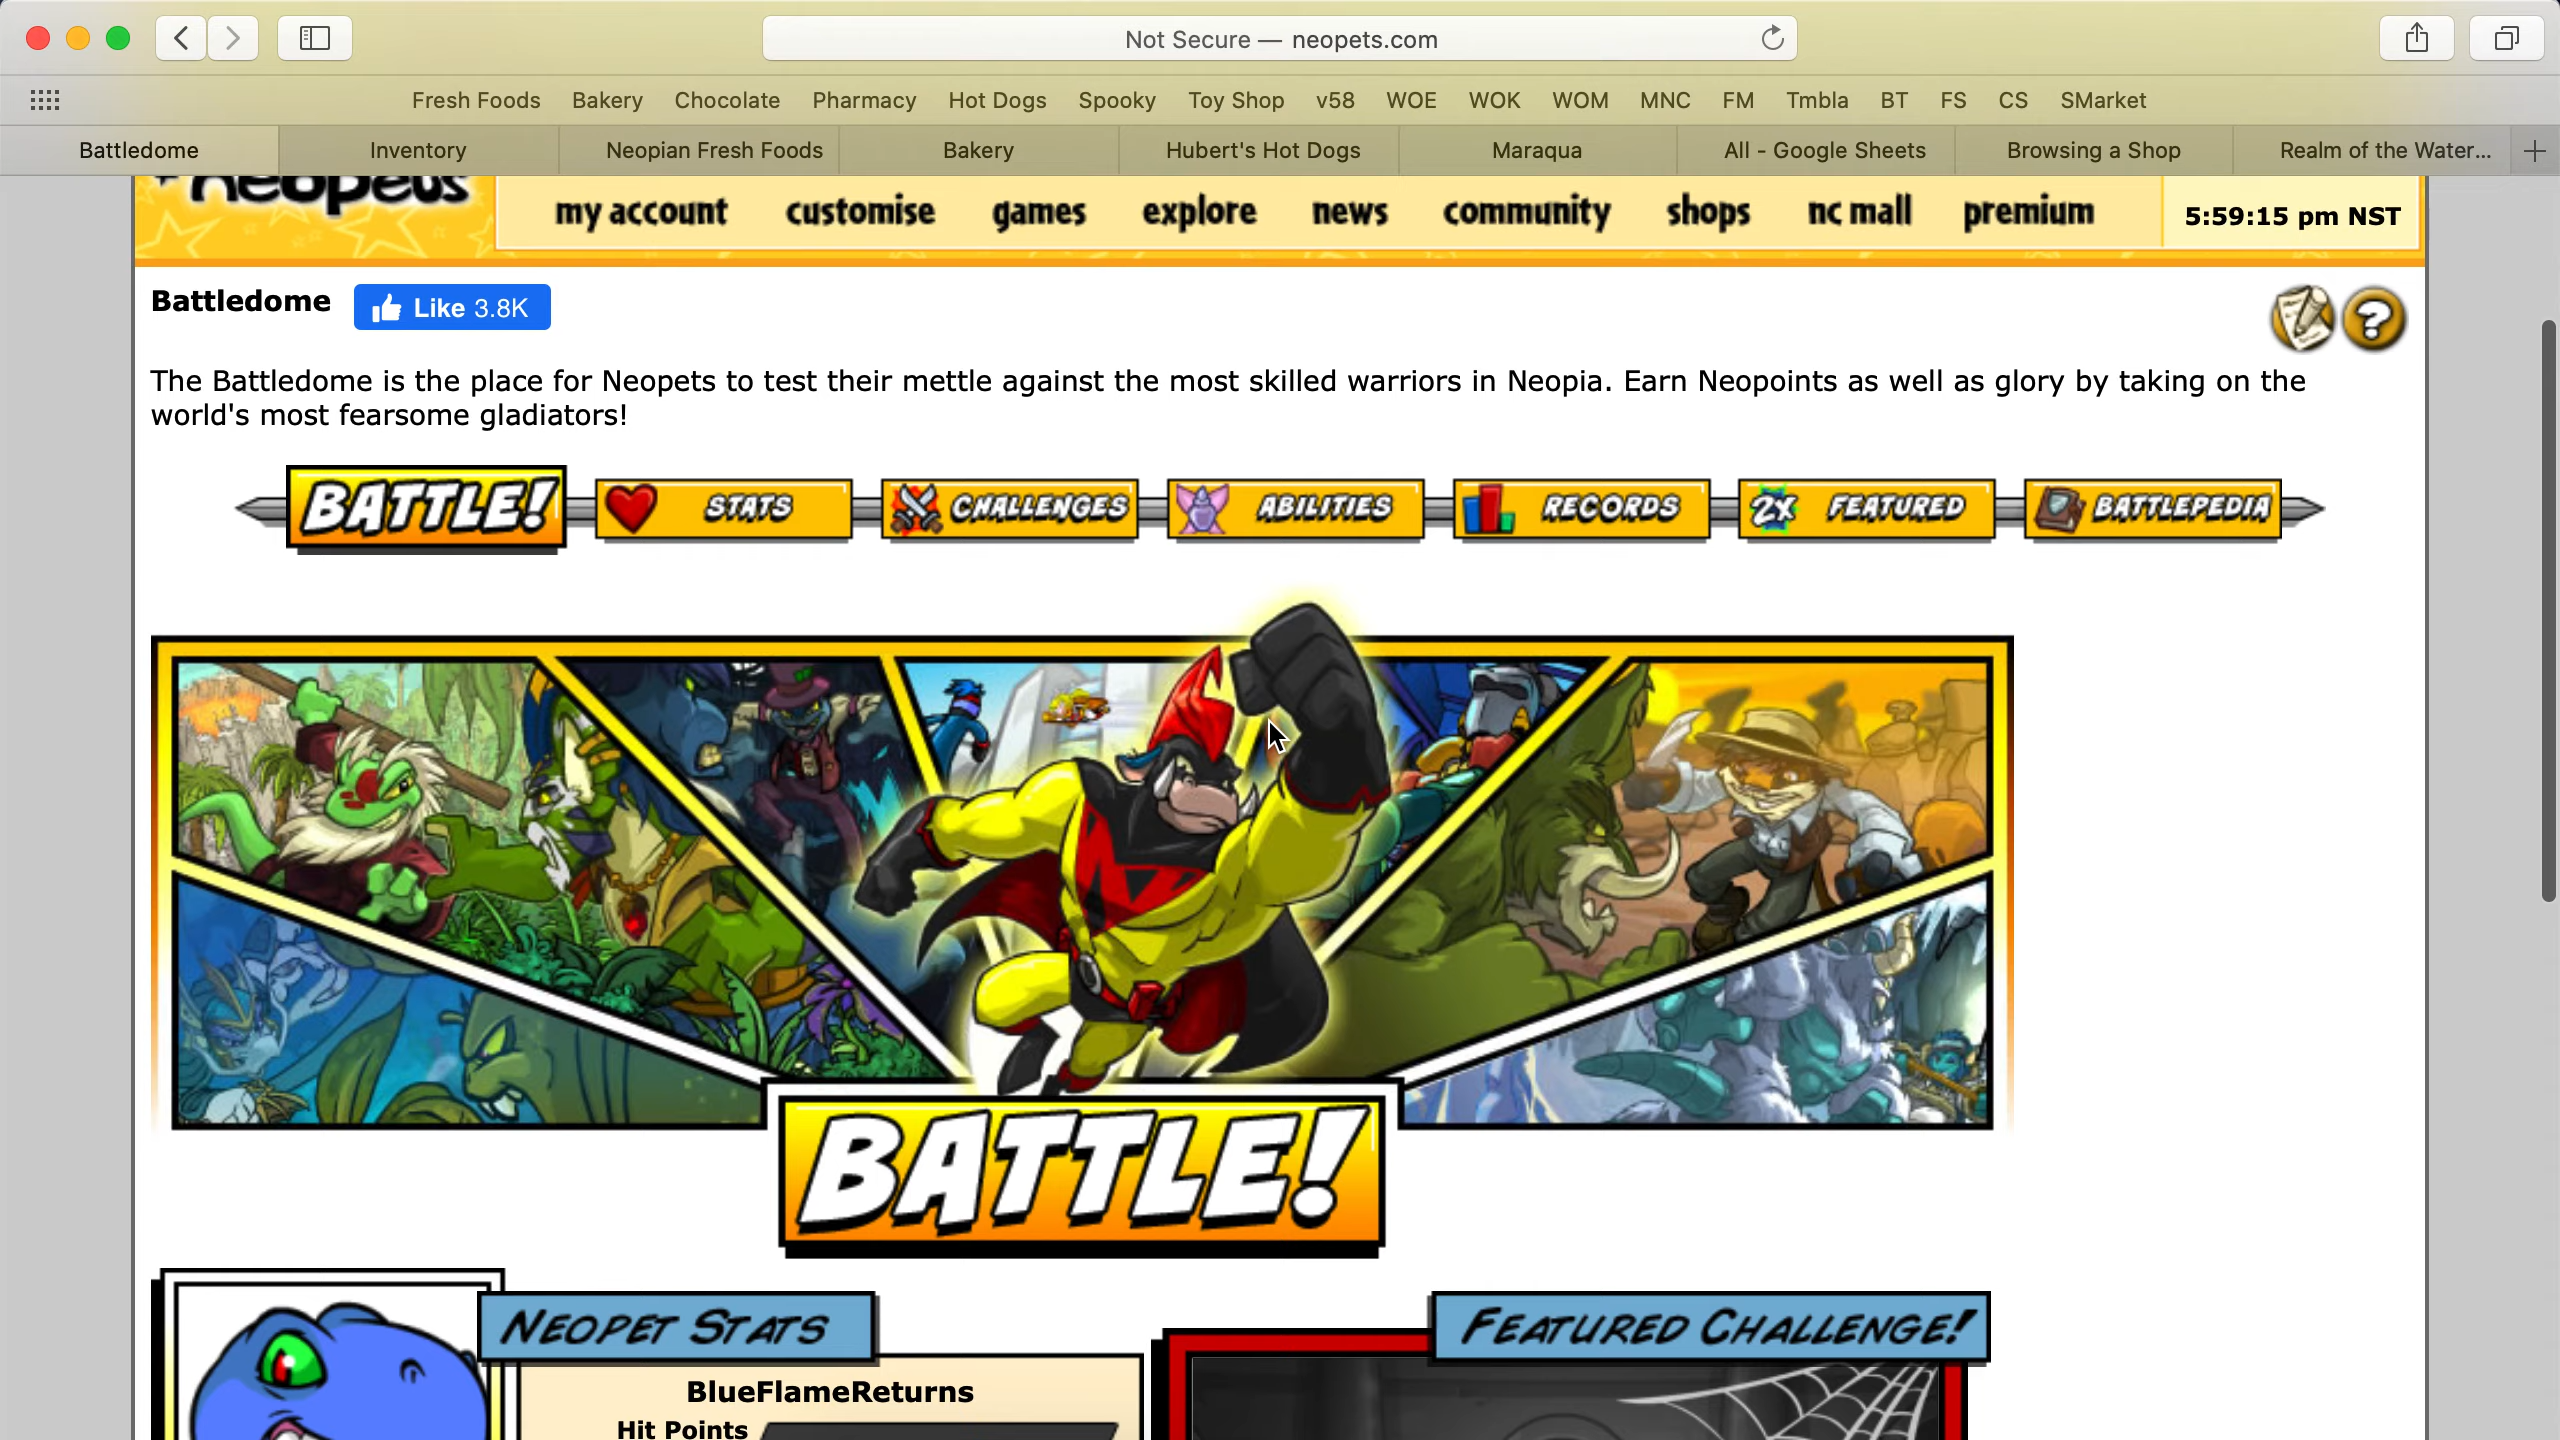 Not Secure — neopets.com
Fresh Foods Bakery Chocolate Pharmacy Hot Dogs Spooky Toy Shop v58 WOE WOK WOM MNC FM Tmbla BT FS CS SMarket
Battledome Inventory Neopian Fresh Foods Bakery Hubert's Hot Dogs Maraqua All - Google Sheets Browsing a Shop Realm of the Water...
neopets
my account customise games explore news community shops nc mall premium 5:59:15 pm NST
Battledome Like 3.8K
The Battledome is the place for Neopets to test their mettle against the most skilled warriors in Neopia. Earn Neopoints as well as glory by taking on the
world's most fearsome gladiators!
BATTLE! STATS CHALLENGES ABILITIES RECORDS 2X FEATURED BATTLEPEDIA
BATTLE!
NEOPET STATS FEATURED CHALLENGE!
BlueFlameReturns
Hit Points